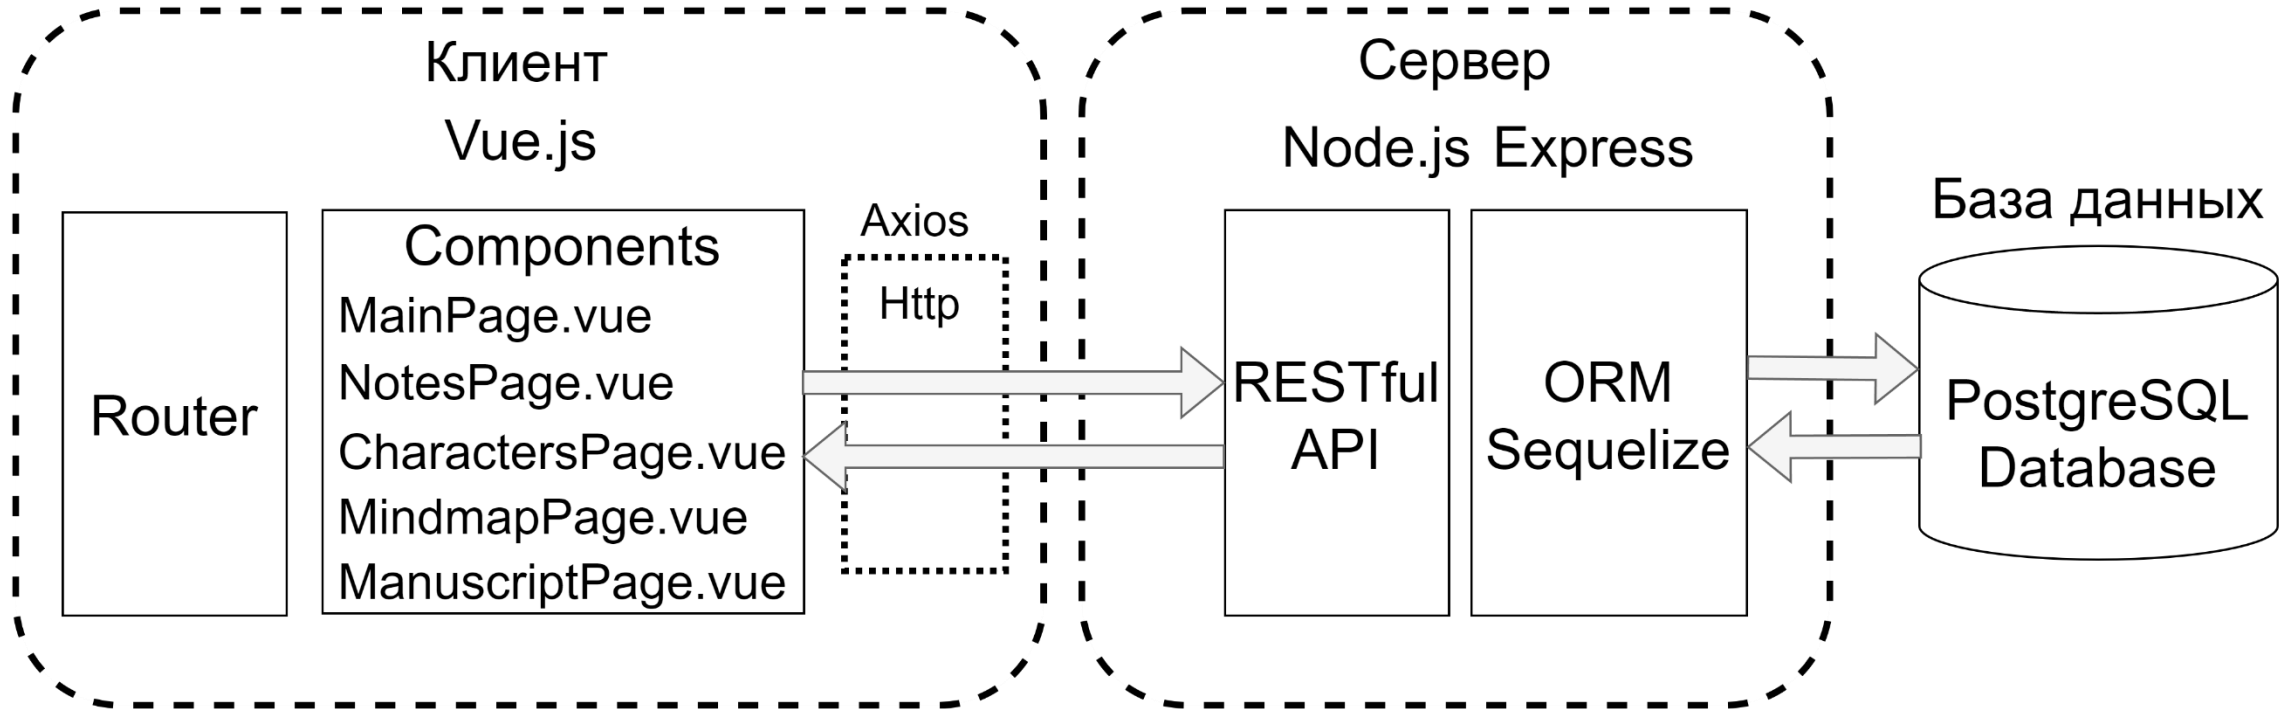 Клиент
Vue.js
Router
Components
MainPage.vue
NotesPage.vue
CharactersPage.vue
MindmapPage.vue
ManuscriptPage.vue
Axios
Http
Сервер
Node.js Express
RESTful
API
ORM
Sequelize
База данных
PostgreSQL
Database